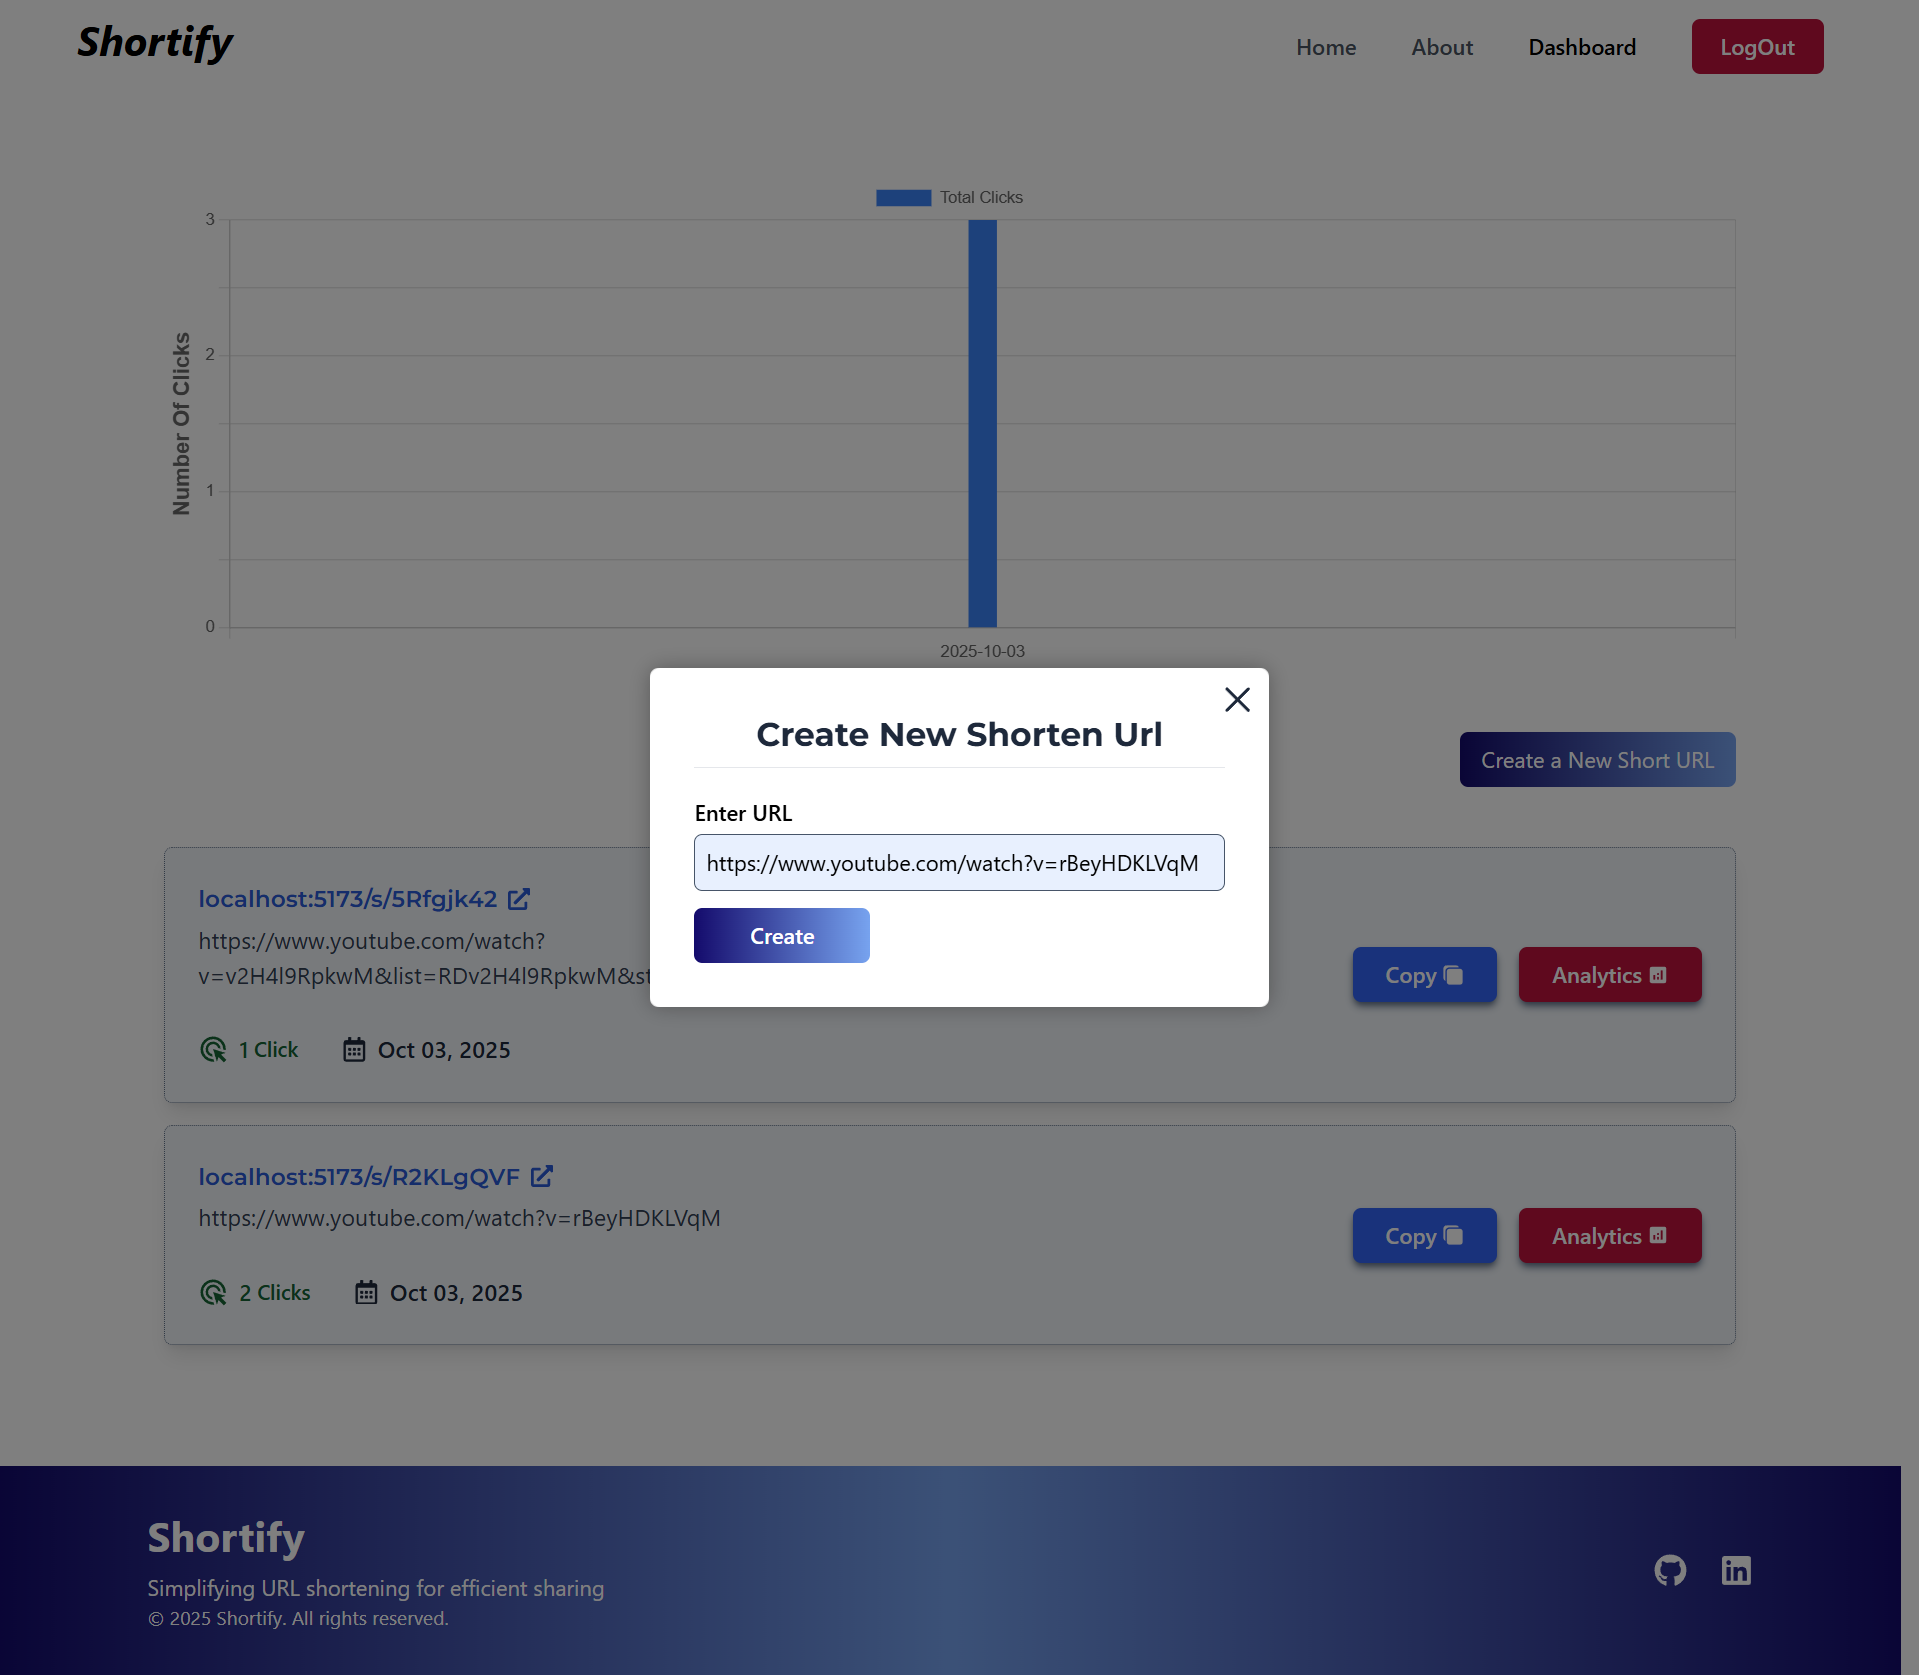 Shortify
Home
About
Dashboard
LogOut
Total Clicks
3
2
1
0
Number Of Clicks
2025-10-03
Create New Shorten Url
Enter URL
https://www.youtube.com/watch?v=rBeyHDKLVqM
Create
Create a New Short URL
localhost:5173/s/5Rfgjk42
https://www.youtube.com/watch?
v=v2H4l9RpkwM&list=RDv2H4l9RpkwM&st
1 Click
Oct 03, 2025
Copy
Analytics
localhost:5173/s/R2KLgQVF
https://www.youtube.com/watch?v=rBeyHDKLVqM
2 Clicks
Oct 03, 2025
Copy
Analytics
Shortify
Simplifying URL shortening for efficient sharing
© 2025 Shortify. All rights reserved.